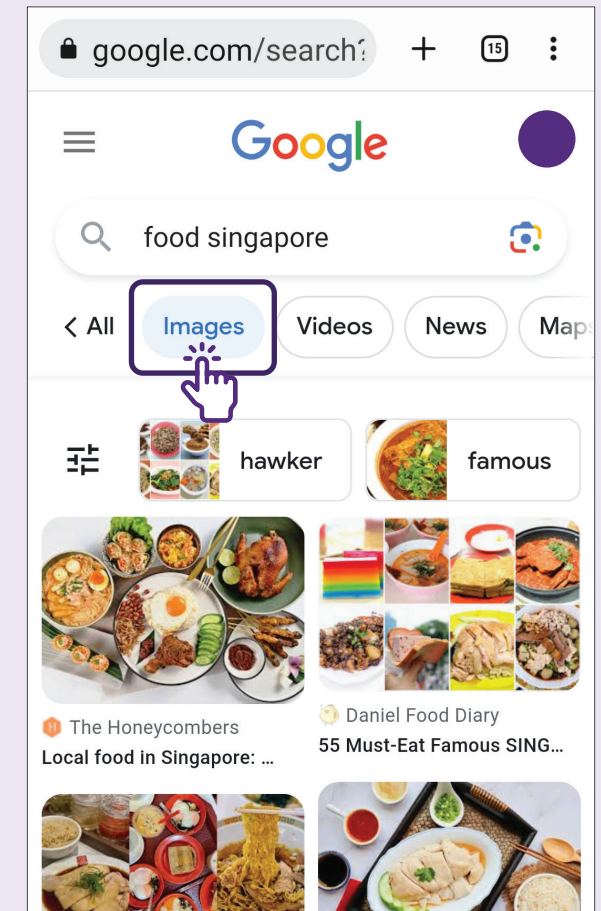 google.com/search?
15
Google
food singapore
All Images Videos News Maps
hawker famous
The Honeycombers
Local food in Singapore: ...
Daniel Food Diary
55 Must-Eat Famous SING...